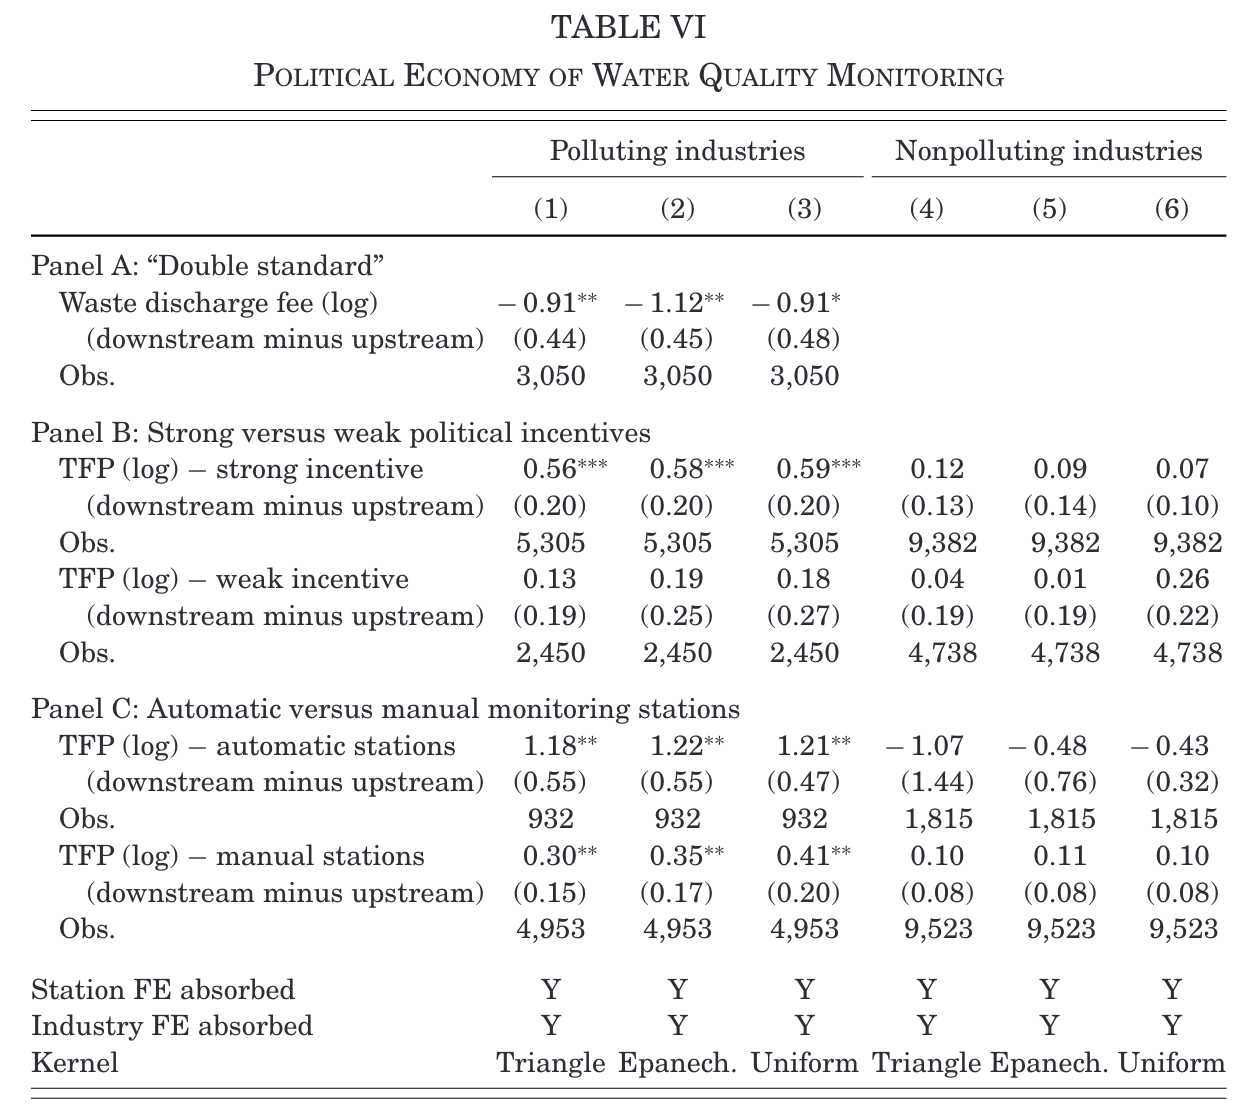 TABLE VI
POLITICAL ECONOMY OF WATER QUALITY MONITORING
Polluting industries Nonpolluting industries
(1) (2) (3) (4) (5) (6)
Panel A: “Double standard”
Waste discharge fee (log) −0.91** −1.12** −0.91*
(downstream minus upstream) (0.44) (0.45) (0.48)
Obs. 3,050 3,050 3,050
Panel B: Strong versus weak political incentives
TFP (log) − strong incentive 0.56*** 0.58*** 0.59*** 0.12 0.09 0.07
(downstream minus upstream) (0.20) (0.20) (0.20) (0.13) (0.14) (0.10)
Obs. 5,305 5,305 5,305 9,382 9,382 9,382
TFP (log) − weak incentive 0.13 0.19 0.18 0.04 0.01 0.26
(downstream minus upstream) (0.19) (0.25) (0.27) (0.19) (0.19) (0.22)
Obs. 2,450 2,450 2,450 4,738 4,738 4,738
Panel C: Automatic versus manual monitoring stations
TFP (log) − automatic stations 1.18** 1.22** 1.21** −1.07 −0.48 −0.43
(downstream minus upstream) (0.55) (0.55) (0.47) (1.44) (0.76) (0.32)
Obs. 932 932 932 1,815 1,815 1,815
TFP (log) − manual stations 0.30** 0.35** 0.41** 0.10 0.11 0.10
(downstream minus upstream) (0.15) (0.17) (0.20) (0.08) (0.08) (0.08)
Obs. 4,953 4,953 4,953 9,523 9,523 9,523
Station FE absorbed Y Y Y Y Y Y
Industry FE absorbed Y Y Y Y Y Y
Kernel Triangle Epanech. Uniform Triangle Epanech. Uniform